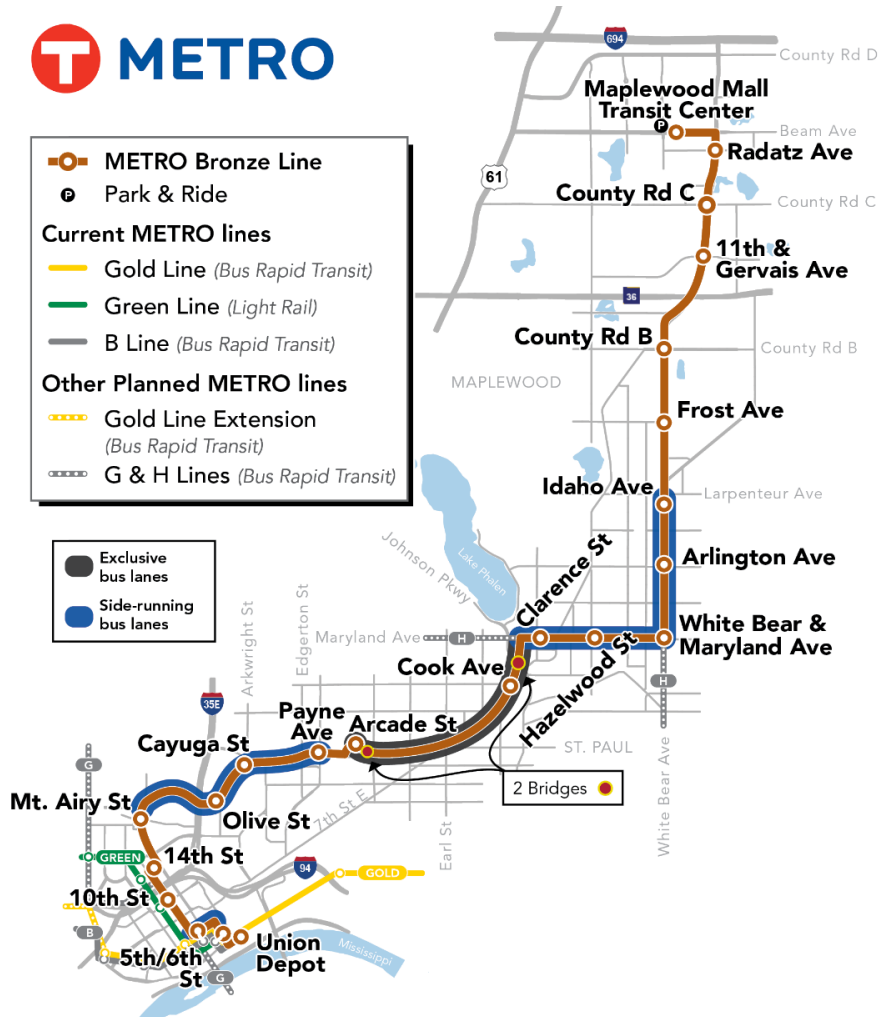 T METRO
METRO Bronze Line
P Park & Ride
Current METRO lines
Gold Line (Bus Rapid Transit)
Green Line (Light Rail)
B Line (Bus Rapid Transit)
Other Planned METRO lines
Gold Line Extension
(Bus Rapid Transit)
G & H Lines (Bus Rapid Transit)
Exclusive
bus lanes
Side-running
bus lanes
694
County Rd D
Maplewood Mall
Transit Center
P
Beam Ave
Radatz Ave
61
County Rd C
County Rd C
11th &
Gervais Ave
36
County Rd B
County Rd B
MAPLEWOOD
Frost Ave
Idaho Ave
Larpenteur Ave
Lake Phalen
Johnson Pkwy
Clarence St
Arlington Ave
Maryland Ave
H
White Bear &
Maryland Ave
Hazelwood St
Cook Ave
H
Arkwright St
Edgerton St
35E
Payne
Ave
Arcade St
Cayuga St
ST. PAUL
2 Bridges
G
Mt. Airy St
Olive St
7th St E
Earl St
White Bear Ave
14th St
GREEN
94
GOLD
10th St
B
5th/6th
St
Union
Depot
Mississippi
G